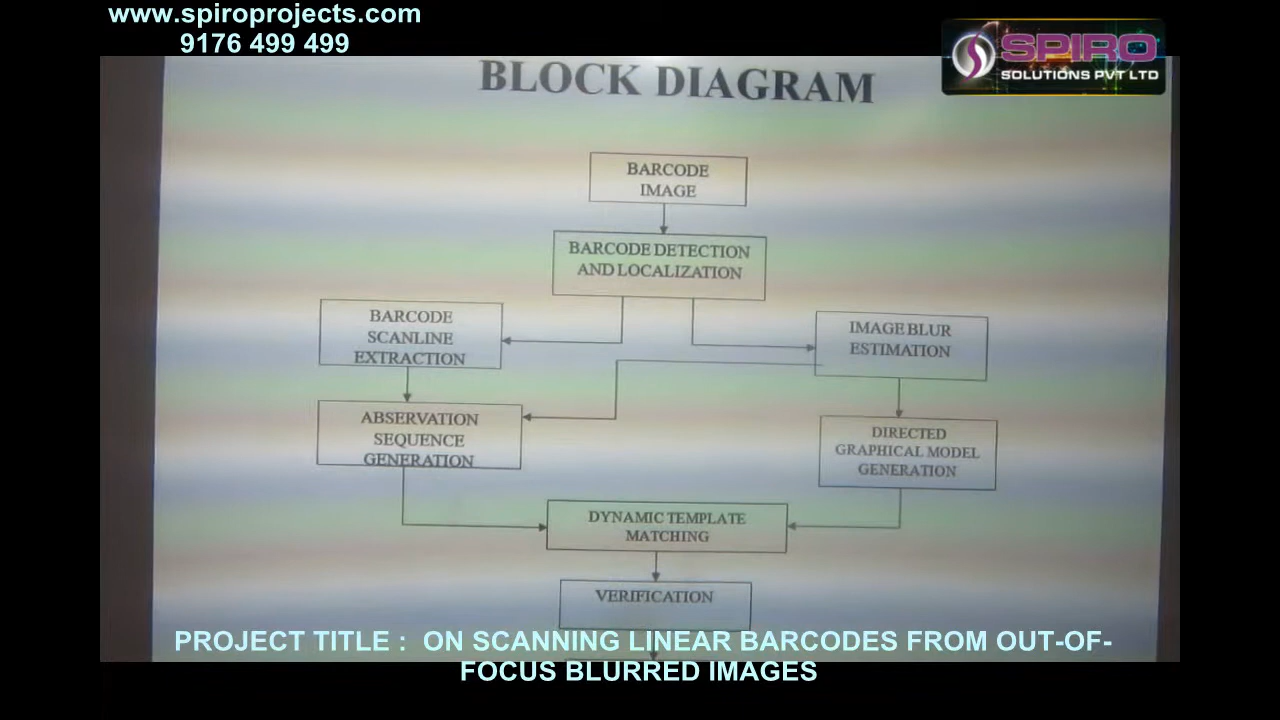 www.spiroprojects.com
9176 499 499
SPIRO
SOLUTIONS PVT LTD
BLOCK DIAGRAM
BARCODE
IMAGE
BARCODE DETECTION
AND LOCALIZATION
BARCODE
SCANLINE
EXTRACTION
IMAGE BLUR
ESTIMATION
ABSERVATION
SEQUENCE
GENERATION
DIRECTED
GRAPHICAL MODEL
GENERATION
DYNAMIC TEMPLATE
MATCHING
VERIFICATION
PROJECT TITLE : ON SCANNING LINEAR BARCODES FROM OUT-OF-
FOCUS BLURRED IMAGES